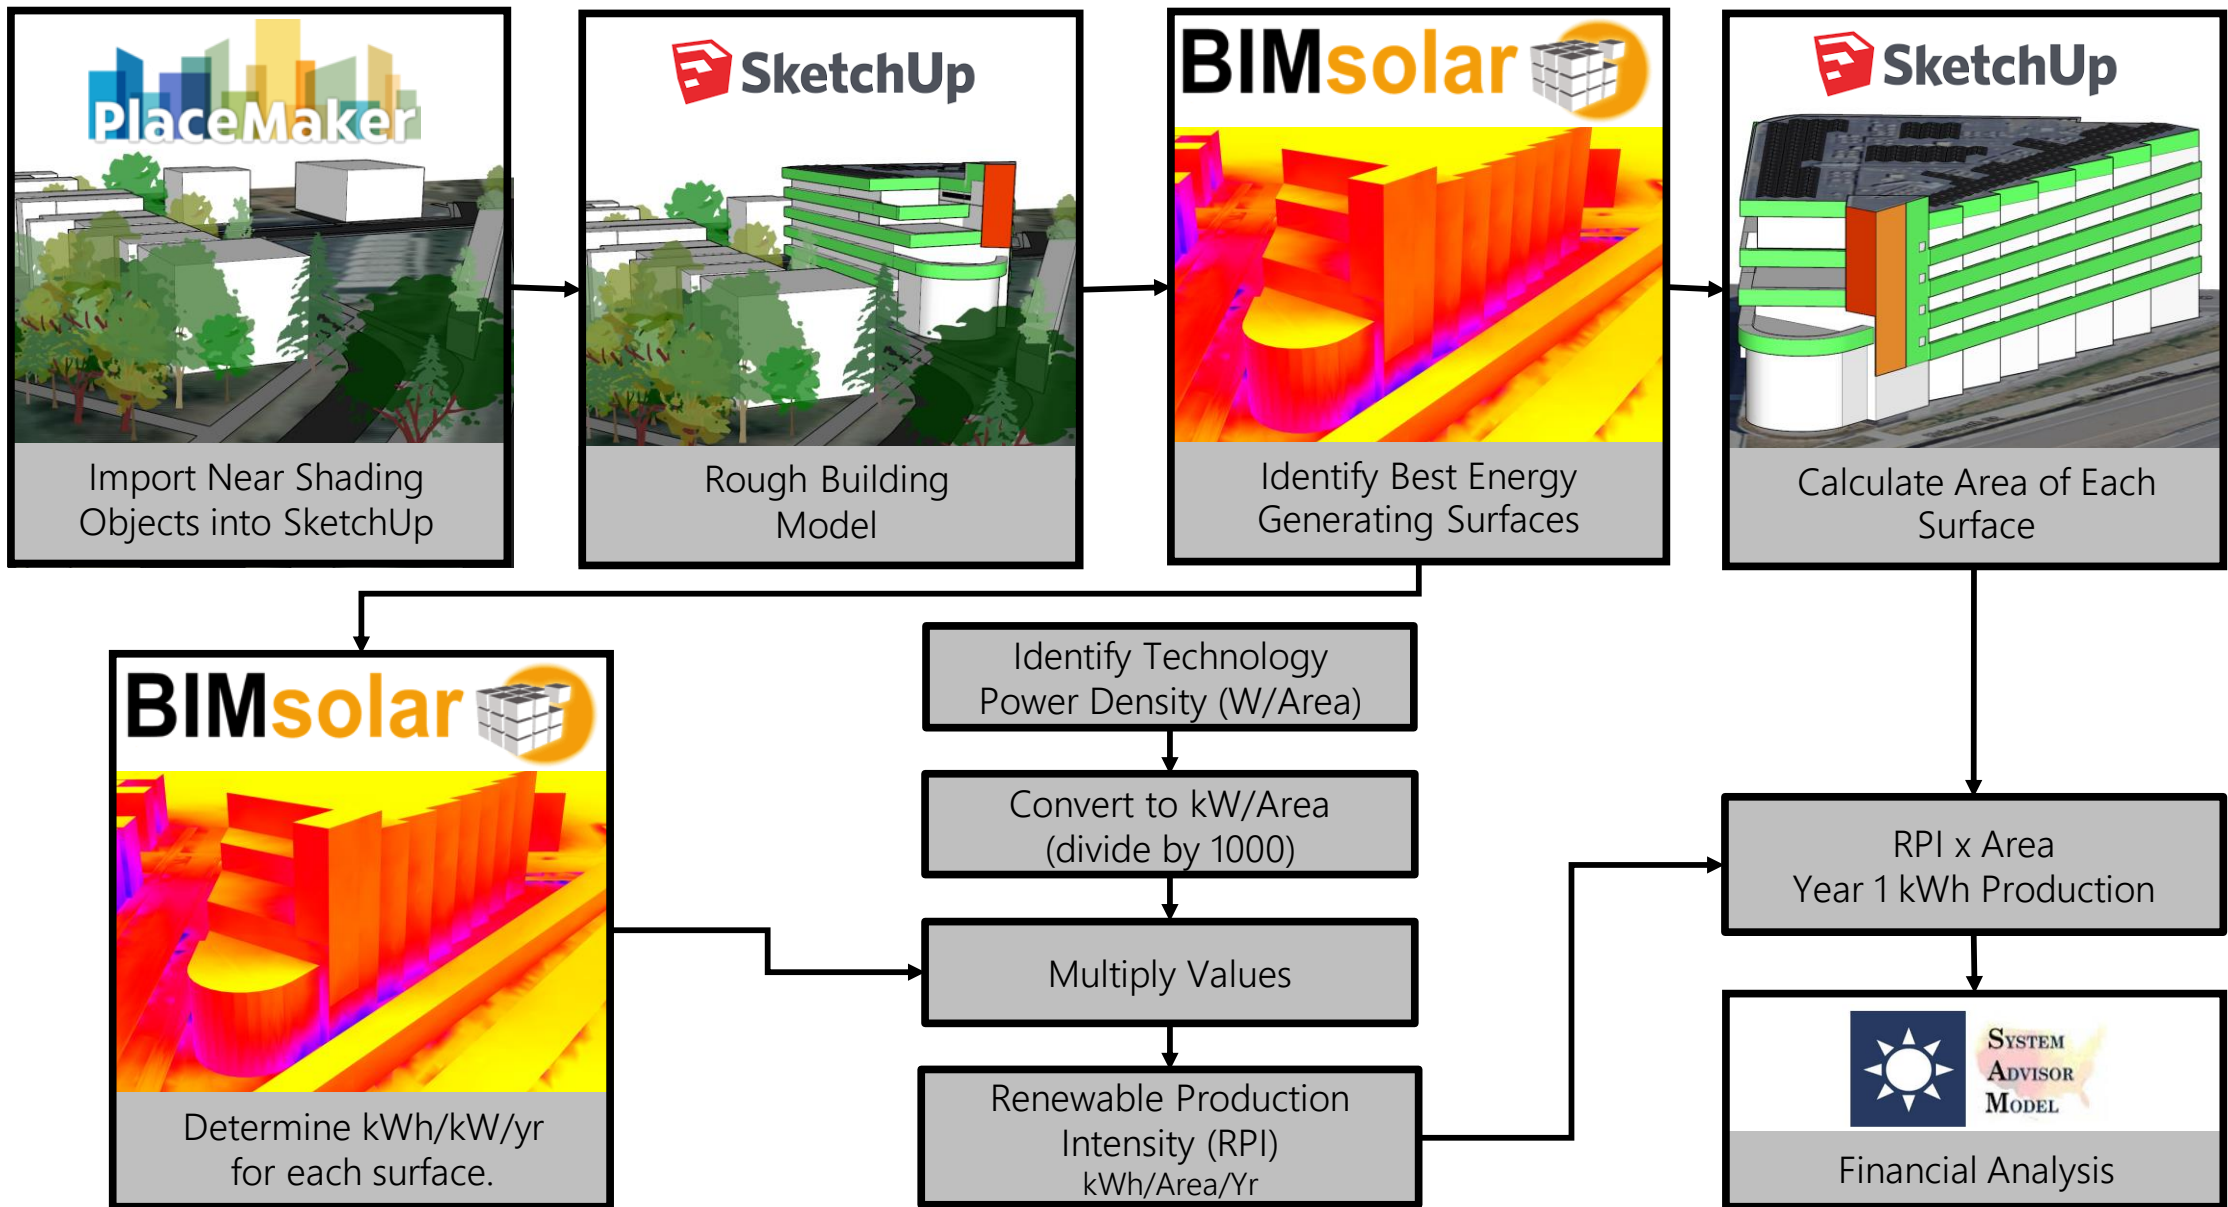 PlaceMaker
Import Near Shading
Objects into SketchUp
SketchUp
Rough Building
Model
BIMsolar
Identify Best Energy
Generating Surfaces
SketchUp
Calculate Area of Each
Surface
BIMsolar
Determine kWh/kW/yr
for each surface.
Identify Technology
Power Density (W/Area)
Convert to kW/Area
(divide by 1000)
Multiply Values
Renewable Production
Intensity (RPI)
kWh/Area/Yr
RPI x Area
Year 1 kWh Production
SYSTEM
ADVISOR
MODEL
Financial Analysis